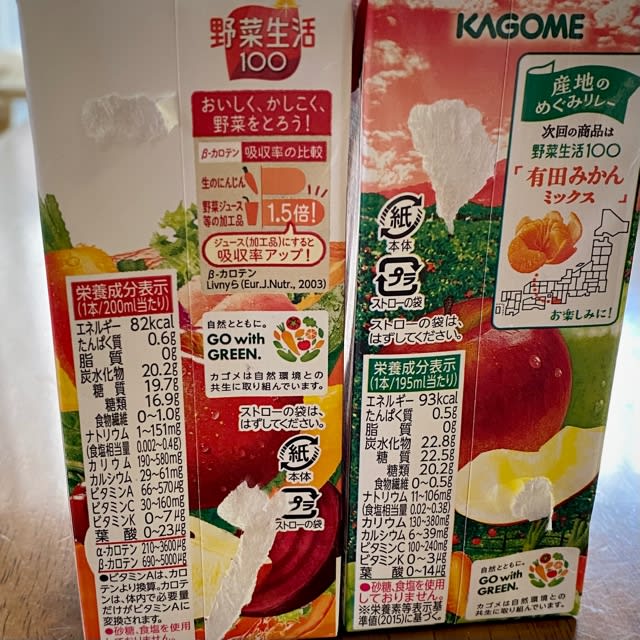 野菜生活
100
おいしく、かしこく、
野菜をとろう!
β-カロテン 吸収率の比較
生のにんじん
野菜ジュース
等の加工品
1.5倍!
ジュース(加工品)にすると
吸収率アップ!
β-カロテン
Livnyら(Eur.J.Nutr., 2003)
栄養成分表示
(1本/200ml当たり)
エネルギー 82kcal
たんぱく質 0.6g
脂質 0g
炭水化物 20.2g
糖質 19.7g
糖類 16.9g
食物繊維 0~1.0g
ナトリウム 1~151mg
(食塩相当量 0.002~0.4g)
カリウム 190~580mg
カルシウム 29~61mg
ビタミンA 66~570μg
ビタミンC 30~160mg
ビタミンK 0~7μg
葉酸 0~23μg
α-カロテン 210~3600μg
β-カロテン 690~5000μg
●ビタミンAは、カロ
テンより換算。カロテ
ンは、体内で必要量
だけがビタミンAに
変換されます。
●砂糖、食塩を使用
自然とともに。
GO with
GREEN.
カゴメは自然環境との
共生に取り組んでいます。
ストローの袋は、
はずしてください。
紙
本体
プラ
ストローの袋
KAGOME
産地の
めぐみリレー
次回の商品は
野菜生活100
「有田みかん
ミックス」
お楽しみに!
紙
本体
プラ
ストローの袋
ストローの袋は、
はずしてください。
栄養成分表示
(1本/195ml当たり)
エネルギー 93kcal
たんぱく質 0.5g
脂質 0g
炭水化物 22.8g
糖質 22.5g
糖類 20.2g
食物繊維 0~0.5g
ナトリウム 11~106mg
(食塩相当量 0.02~0.3g)
カリウム 130~380mg
カルシウム 6~39mg
ビタミンC 100~240mg
ビタミンK 0~3μg
葉酸 0~14μg
●砂糖、食塩を使用
しておりません。
※栄養素等表示基
準値(2015)に基づく。
自然とともに。
GO with
GREEN.
カゴメは自然環境との
共生に取り組んでいます。